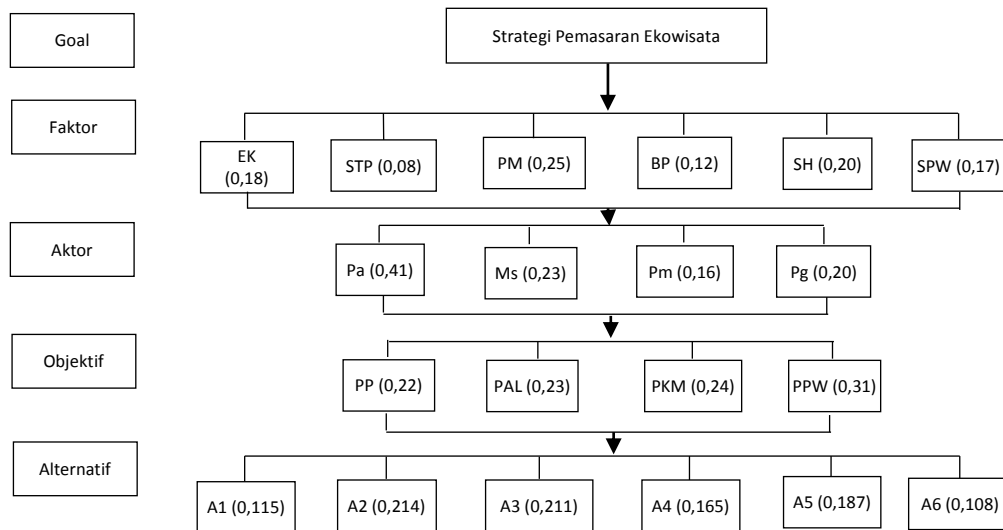 Goal
Strategi Pemasaran Ekowisata
Faktor
EK
(0,18)
STP (0,08)
PM (0,25)
BP (0,12)
SH (0,20)
SPW (0,17)
Aktor
Pa (0,41)
Ms (0,23)
Pm (0,16)
Pg (0,20)
Objektif
PP (0,22)
PAL (0,23)
PKM (0,24)
PPW (0,31)
Alternatif
A1 (0,115)
A2 (0,214)
A3 (0,211)
A4 (0,165)
A5 (0,187)
A6 (0,108)